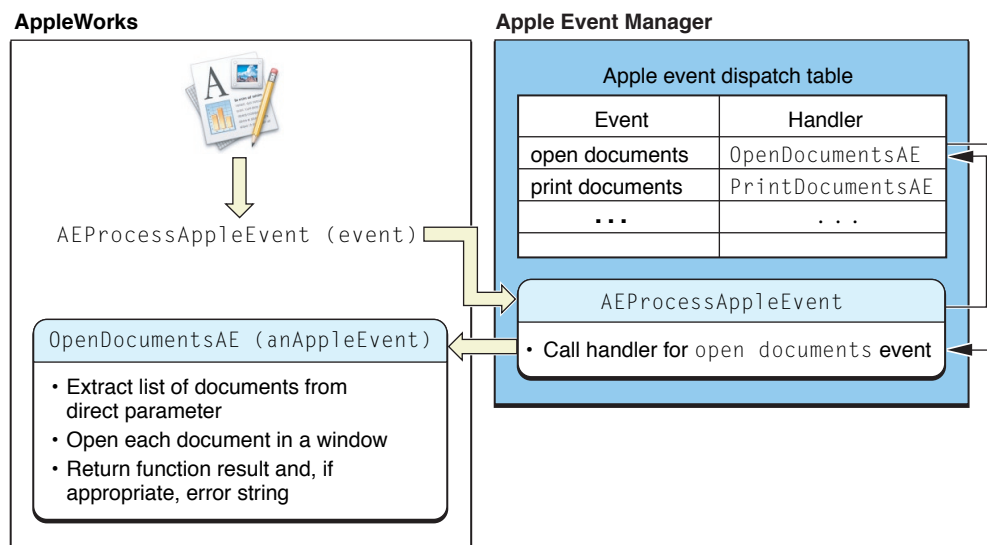 AppleWorks
AEProcessAppleEvent (event)
OpenDocumentsAE (anAppleEvent)
• Extract list of documents from
direct parameter
• Open each document in a window
• Return function result and, if
appropriate, error string
Apple Event Manager
Apple event dispatch table
Event Handler
open documents OpenDocumentsAE
print documents PrintDocumentsAE
... ...
AEProcessAppleEvent
• Call handler for open documents event